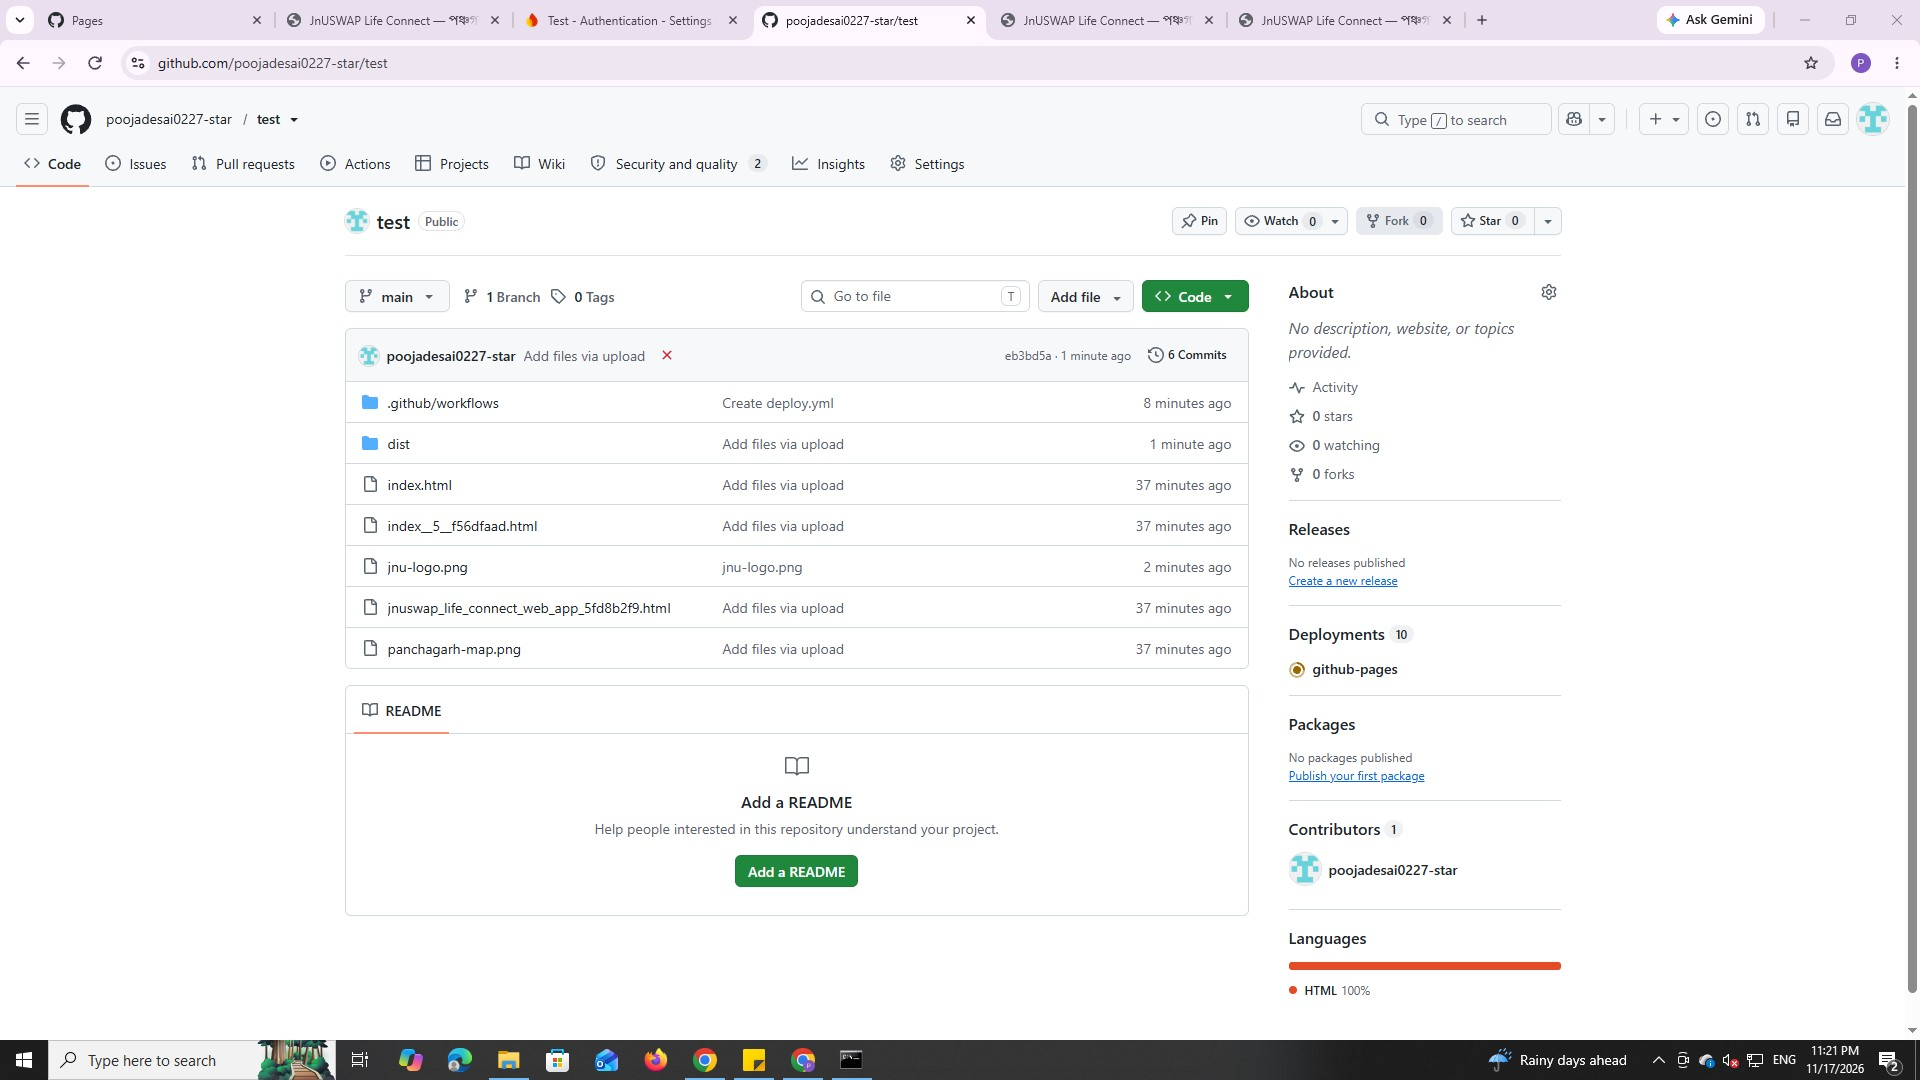 Pages
JnUSWAP Life Connect — পঞ্চগ
Test - Authentication - Settings
poojadesai0227-star/test
JnUSWAP Life Connect — পঞ্চগ
JnUSWAP Life Connect — পঞ্চগ
Ask Gemini
github.com/poojadesai0227-star/test
P
poojadesai0227-star / test
Type / to search
Code
Issues
Pull requests
Actions
Projects
Wiki
Security and quality 2
Insights
Settings
test Public
Pin
Watch 0
Fork 0
Star 0
main
1 Branch
0 Tags
Go to file T
Add file
Code
poojadesai0227-star Add files via upload eb3bd5a · 1 minute ago 6 Commits
.github/workflows Create deploy.yml 8 minutes ago
dist Add files via upload 1 minute ago
index.html Add files via upload 37 minutes ago
index__5__f56dfaad.html Add files via upload 37 minutes ago
jnu-logo.png jnu-logo.png 2 minutes ago
jnuswap_life_connect_web_app_5fd8b2f9.html Add files via upload 37 minutes ago
panchagarh-map.png Add files via upload 37 minutes ago
README
Add a README
Help people interested in this repository understand your project.
Add a README
About
No description, website, or topics
provided.
Activity
0 stars
0 watching
0 forks
Releases
No releases published
Create a new release
Deployments 10
github-pages
Packages
No packages published
Publish your first package
Contributors 1
poojadesai0227-star
Languages
HTML 100%
Type here to search
Rainy days ahead
ENG
11:21 PM
11/17/2026
2